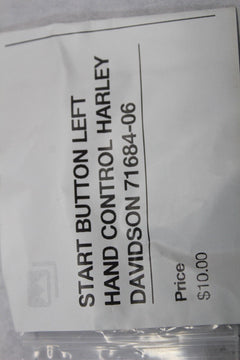 START BUTTON LEFT
HAND CONTROL HARLEY
DAVIDSON 71684-06
Price
$10.00